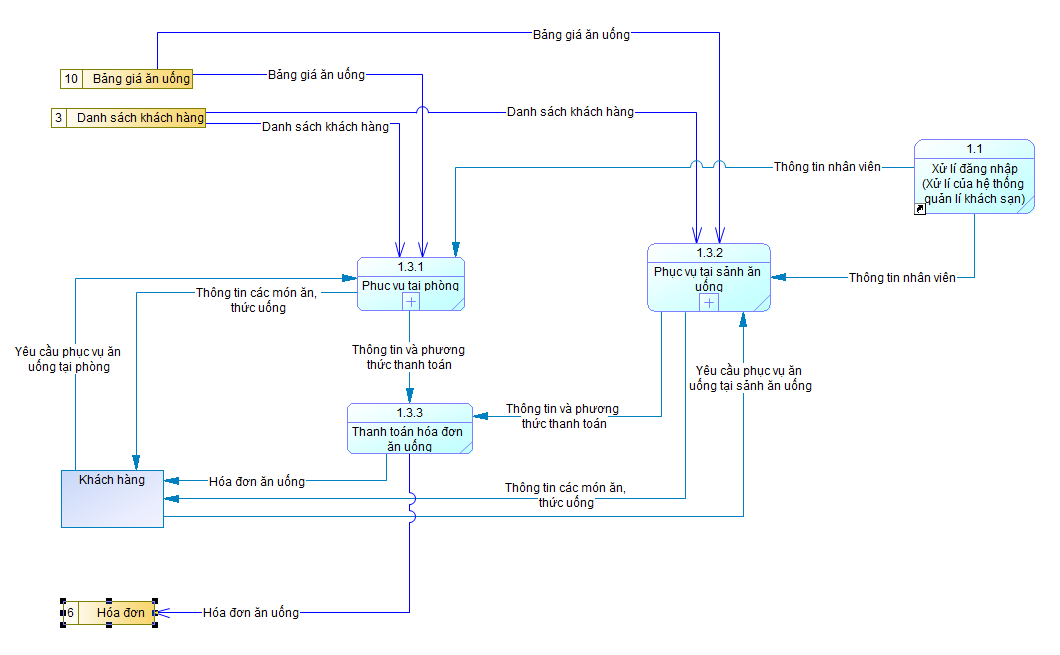 Bảng giá ăn uống
10 Bảng giá ăn uống
Bảng giá ăn uống
3 Danh sách khách hàng
Danh sách khách hàng
Danh sách khách hàng
1.1
Xử lí đăng nhập
(Xử lí của hệ thống
quản lí khách sạn)
Thông tin nhân viên
1.3.1
Phục vụ tại phòng
1.3.2
Phục vụ tại sảnh ăn
uống
Thông tin nhân viên
Thông tin các món ăn,
thức uống
Yêu cầu phục vụ ăn
uống tại phòng
Thông tin và phương
thức thanh toán
Yêu cầu phục vụ ăn
uống tại sảnh ăn uống
1.3.3
Thanh toán hóa đơn
ăn uống
Thông tin và phương
thức thanh toán
Khách hàng
Hóa đơn ăn uống
Thông tin các món ăn,
thức uống
6 Hóa đơn
Hóa đơn ăn uống